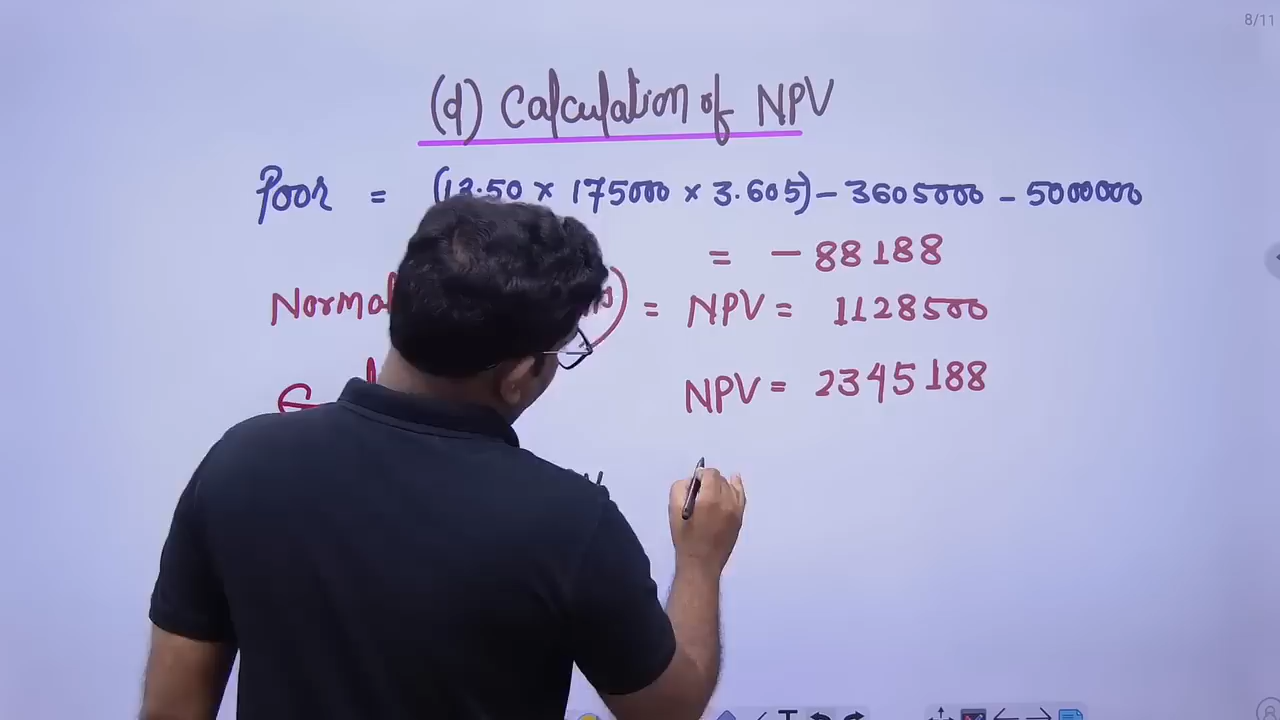 8/11
(d) Calculation of NPV
Poor = (13.50 × 175000 × 3.605) – 3605000 – 5000000
= – 88188
Normal ) = NPV = 1128500
NPV = 2345188